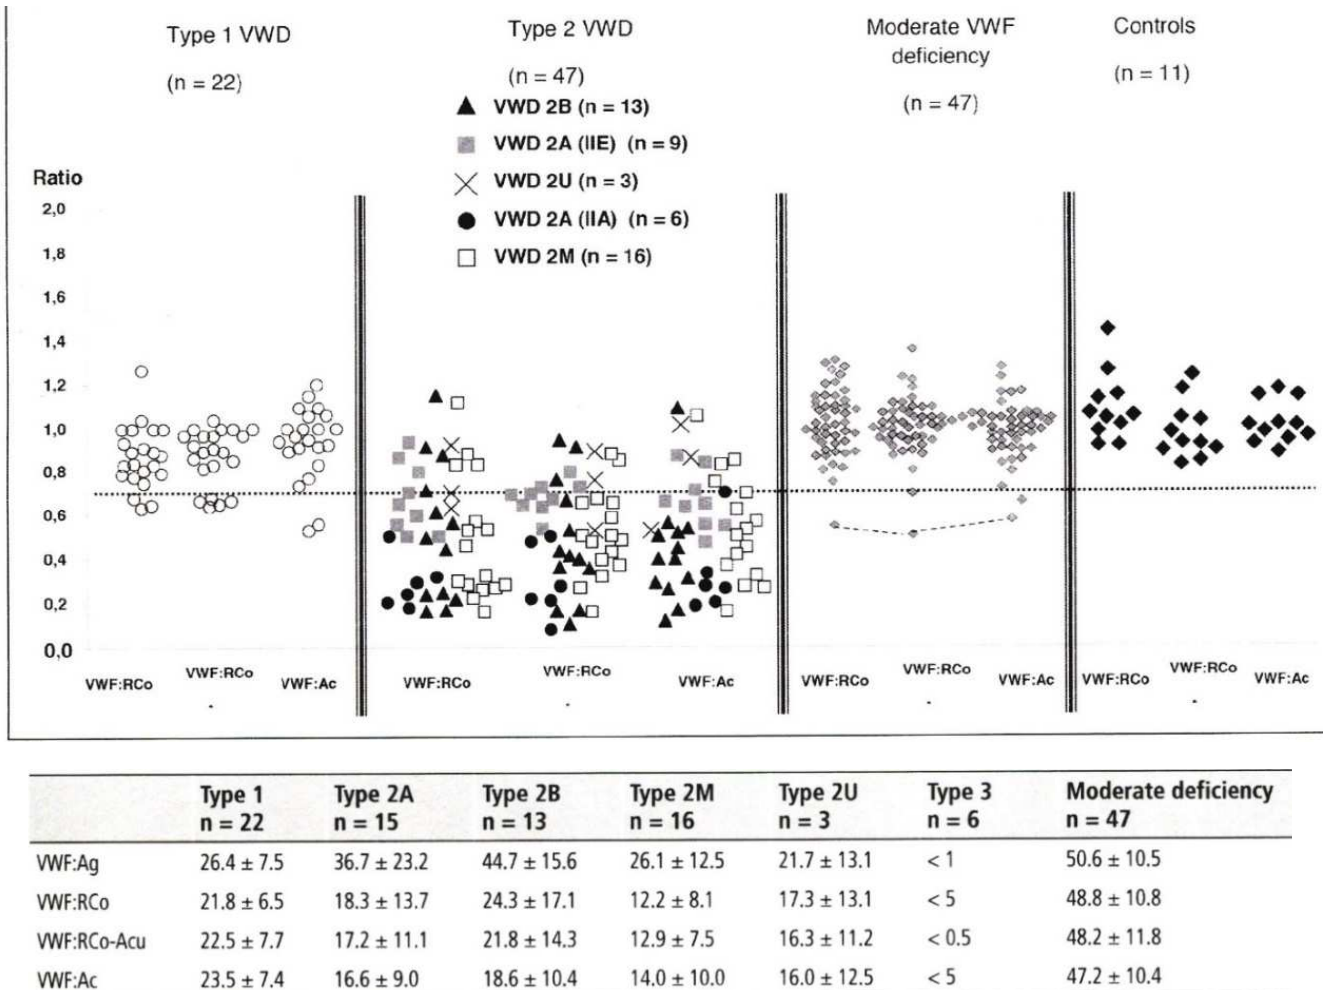 Type 1 VWD
(n = 22)
Type 2 VWD
(n = 47)
▲ VWD 2B (n = 13)
■ VWD 2A (IIE) (n = 9)
× VWD 2U (n = 3)
● VWD 2A (IIA) (n = 6)
□ VWD 2M (n = 16)
Moderate VWF
deficiency
(n = 47)
Controls
(n = 11)
Ratio
2,0
1,8
1,6
1,4
1,2
1,0
0,8
0,6
0,4
0,2
0,0
VWF:RCo VWF:RCo VWF:Ac VWF:RCo VWF:RCo VWF:Ac VWF:RCo VWF:RCo VWF:Ac VWF:RCo VWF:RCo VWF:Ac
Type 1 Type 2A Type 2B Type 2M Type 2U Type 3 Moderate deficiency
n = 22 n = 15 n = 13 n = 16 n = 3 n = 6 n = 47
VWF:Ag 26.4 ± 7.5 36.7 ± 23.2 44.7 ± 15.6 26.1 ± 12.5 21.7 ± 13.1 < 1 50.6 ± 10.5
VWF:RCo 21.8 ± 6.5 18.3 ± 13.7 24.3 ± 17.1 12.2 ± 8.1 17.3 ± 13.1 < 5 48.8 ± 10.8
VWF:RCo-Acu 22.5 ± 7.7 17.2 ± 11.1 21.8 ± 14.3 12.9 ± 7.5 16.3 ± 11.2 < 0.5 48.2 ± 11.8
VWF:Ac 23.5 ± 7.4 16.6 ± 9.0 18.6 ± 10.4 14.0 ± 10.0 16.0 ± 12.5 < 5 47.2 ± 10.4